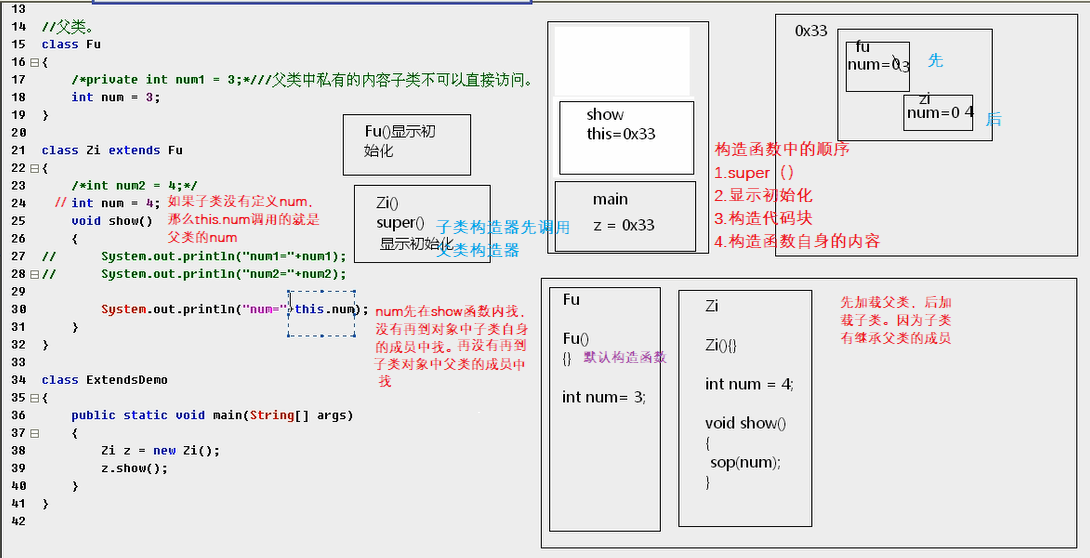 13
14 //父类。
15 class Fu
16 {
17 /*private int num1 = 3;*///父类中私有的内容子类不可以直接访问。
18 int num = 3;
19 }
20
21 class Zi extends Fu
22 {
23 /*int num2 = 4;*/
24 // int num = 4;
25 void show()
26 {
27 // System.out.println("num1="+num1);
28 // System.out.println("num2="+num2);
29
30 System.out.println("num="+this.num);
31 }
32 }
33
34 class ExtendsDemo
35 {
36 public static void main(String[] args)
37 {
38 Zi z = new Zi();
39 z.show();
40 }
41 }
42
如果子类没有定义num，
那么this.num调用的就是
父类的num
num先在show函数内找，
没有再到对象中子类自身
的成员中找。再没有再到
子类对象中父类的成员中
找
Fu()显示初
始化
Zi()
super()
显示初始化
子类构造器先调用
父类构造器
show
this=0x33
main
z = 0x33
0x33
fu
num=0 3
先
zi
num=0 4
后
构造函数中的顺序
1.super（）
2.显示初始化
3.构造代码块
4.构造函数自身的内容
Fu
Fu()
{} 默认构造函数
int num= 3;
Zi
Zi(){}
int num = 4;
void show()
{
sop(num);
}
先加载父类，后加
载子类。因为子类
有继承父类的成员